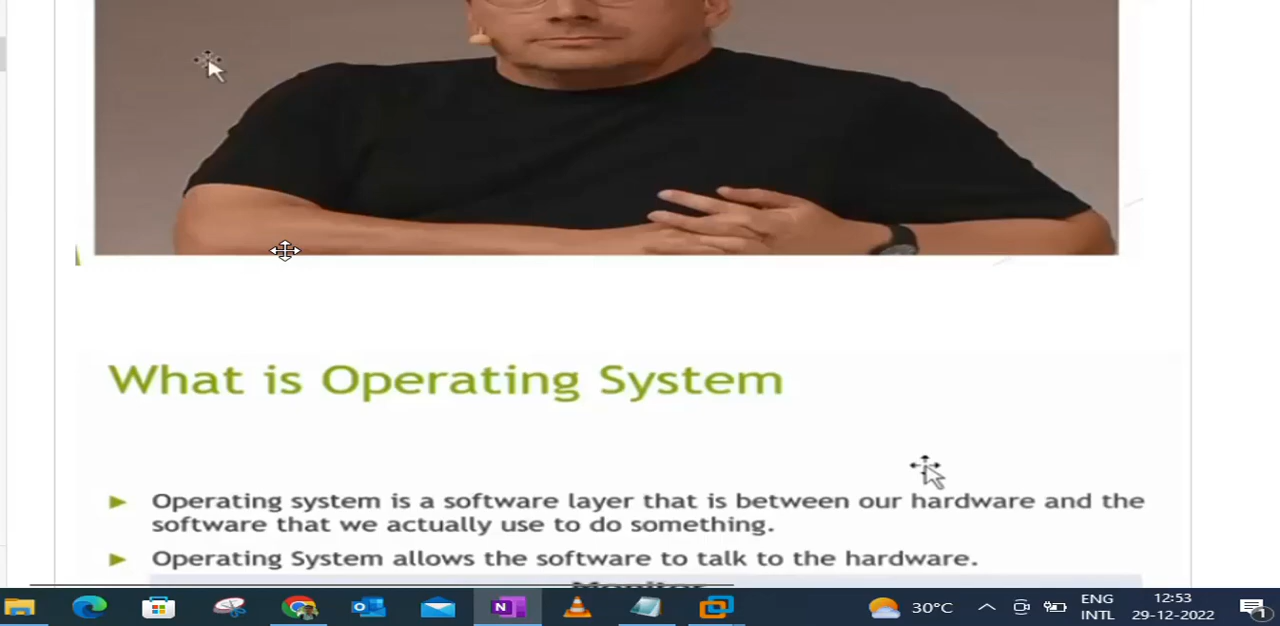 What is Operating System
Operating system is a software layer that is between our hardware and the
software that we actually use to do something.
Operating System allows the software to talk to the hardware.
Monitor
30°C
ENG
INTL
12:53
29-12-2022
1